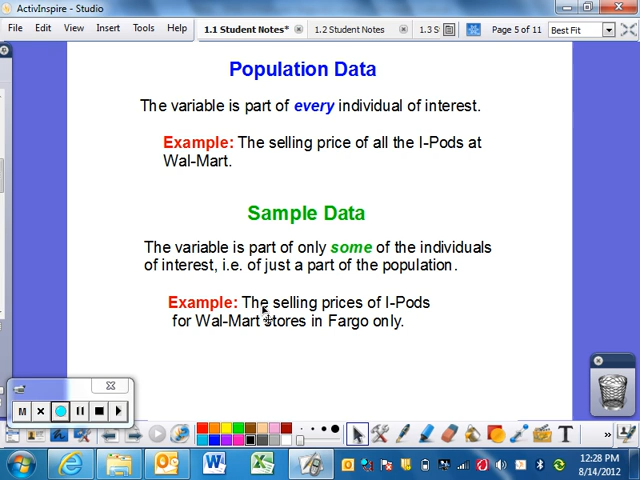 ActivInspire - Studio
File Edit Insert Tools Help 1.1 Student Notes* 1.2 Student Notes 1.3 S Page 5 of 11 Best Fit
Population Data
The variable is part of every individual of interest.
Example: The selling price of all the I-Pods at
Wal-Mart.
Sample Data
The variable is part of only some of the individuals
of interest, i.e. of just a part of the population.
Example: The selling prices of I-Pods
for Wal-Mart stores in Fargo only.
M
T
12:28 PM
8/14/2012